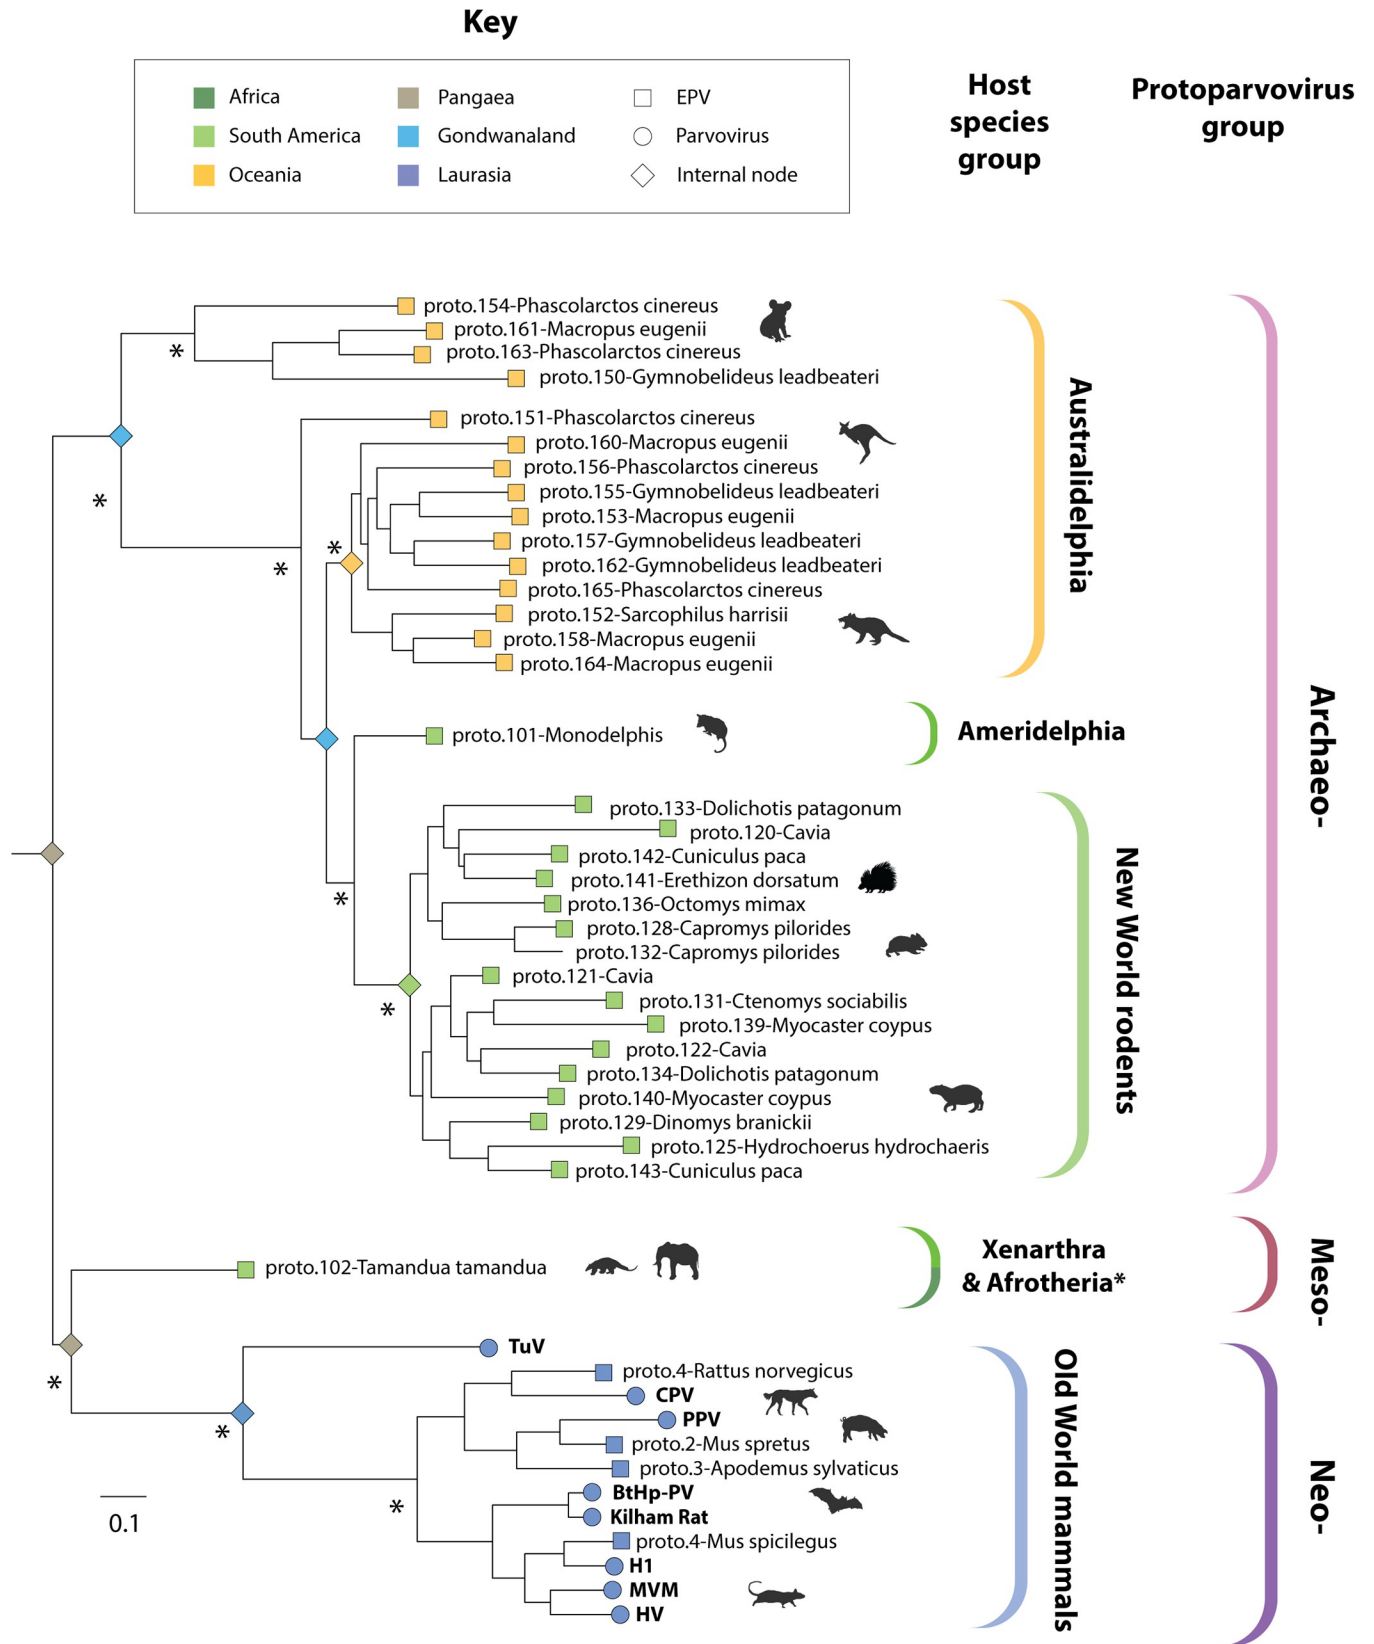 Key
Africa
South America
Oceania
Pangaea
Gondwanaland
Laurasia
EPV
Parvovirus
Internal node
Host
species
group
Protoparvovirus
group
proto.154-Phascolarctos cinereus
proto.161-Macropus eugenii
proto.163-Phascolarctos cinereus
proto.150-Gymnobelideus leadbeateri
*
proto.151-Phascolarctos cinereus
proto.160-Macropus eugenii
proto.156-Phascolarctos cinereus
proto.155-Gymnobelideus leadbeateri
proto.153-Macropus eugenii
proto.157-Gymnobelideus leadbeateri
proto.162-Gymnobelideus leadbeateri
proto.165-Phascolarctos cinereus
proto.152-Sarcophilus harrisii
proto.158-Macropus eugenii
proto.164-Macropus eugenii
*
*
*
Australidelphia
proto.101-Monodelphis
Ameridelphia
Archaeo-
proto.133-Dolichotis patagonum
proto.120-Cavia
proto.142-Cuniculus paca
proto.141-Erethizon dorsatum
proto.136-Octomys mimax
proto.128-Capromys pilorides
proto.132-Capromys pilorides
proto.121-Cavia
proto.131-Ctenomys sociabilis
proto.139-Myocaster coypus
proto.122-Cavia
proto.134-Dolichotis patagonum
proto.140-Myocaster coypus
proto.129-Dinomys branickii
proto.125-Hydrochoerus hydrochaeris
proto.143-Cuniculus paca
*
*
New World rodents
proto.102-Tamandua tamandua
Xenarthra
& Afrotheria*
Meso-
*
TuV
proto.4-Rattus norvegicus
CPV
PPV
proto.2-Mus spretus
proto.3-Apodemus sylvaticus
BtHp-PV
Kilham Rat
proto.4-Mus spicilegus
H1
MVM
HV
*
*
Old World mammals
Neo-
0.1